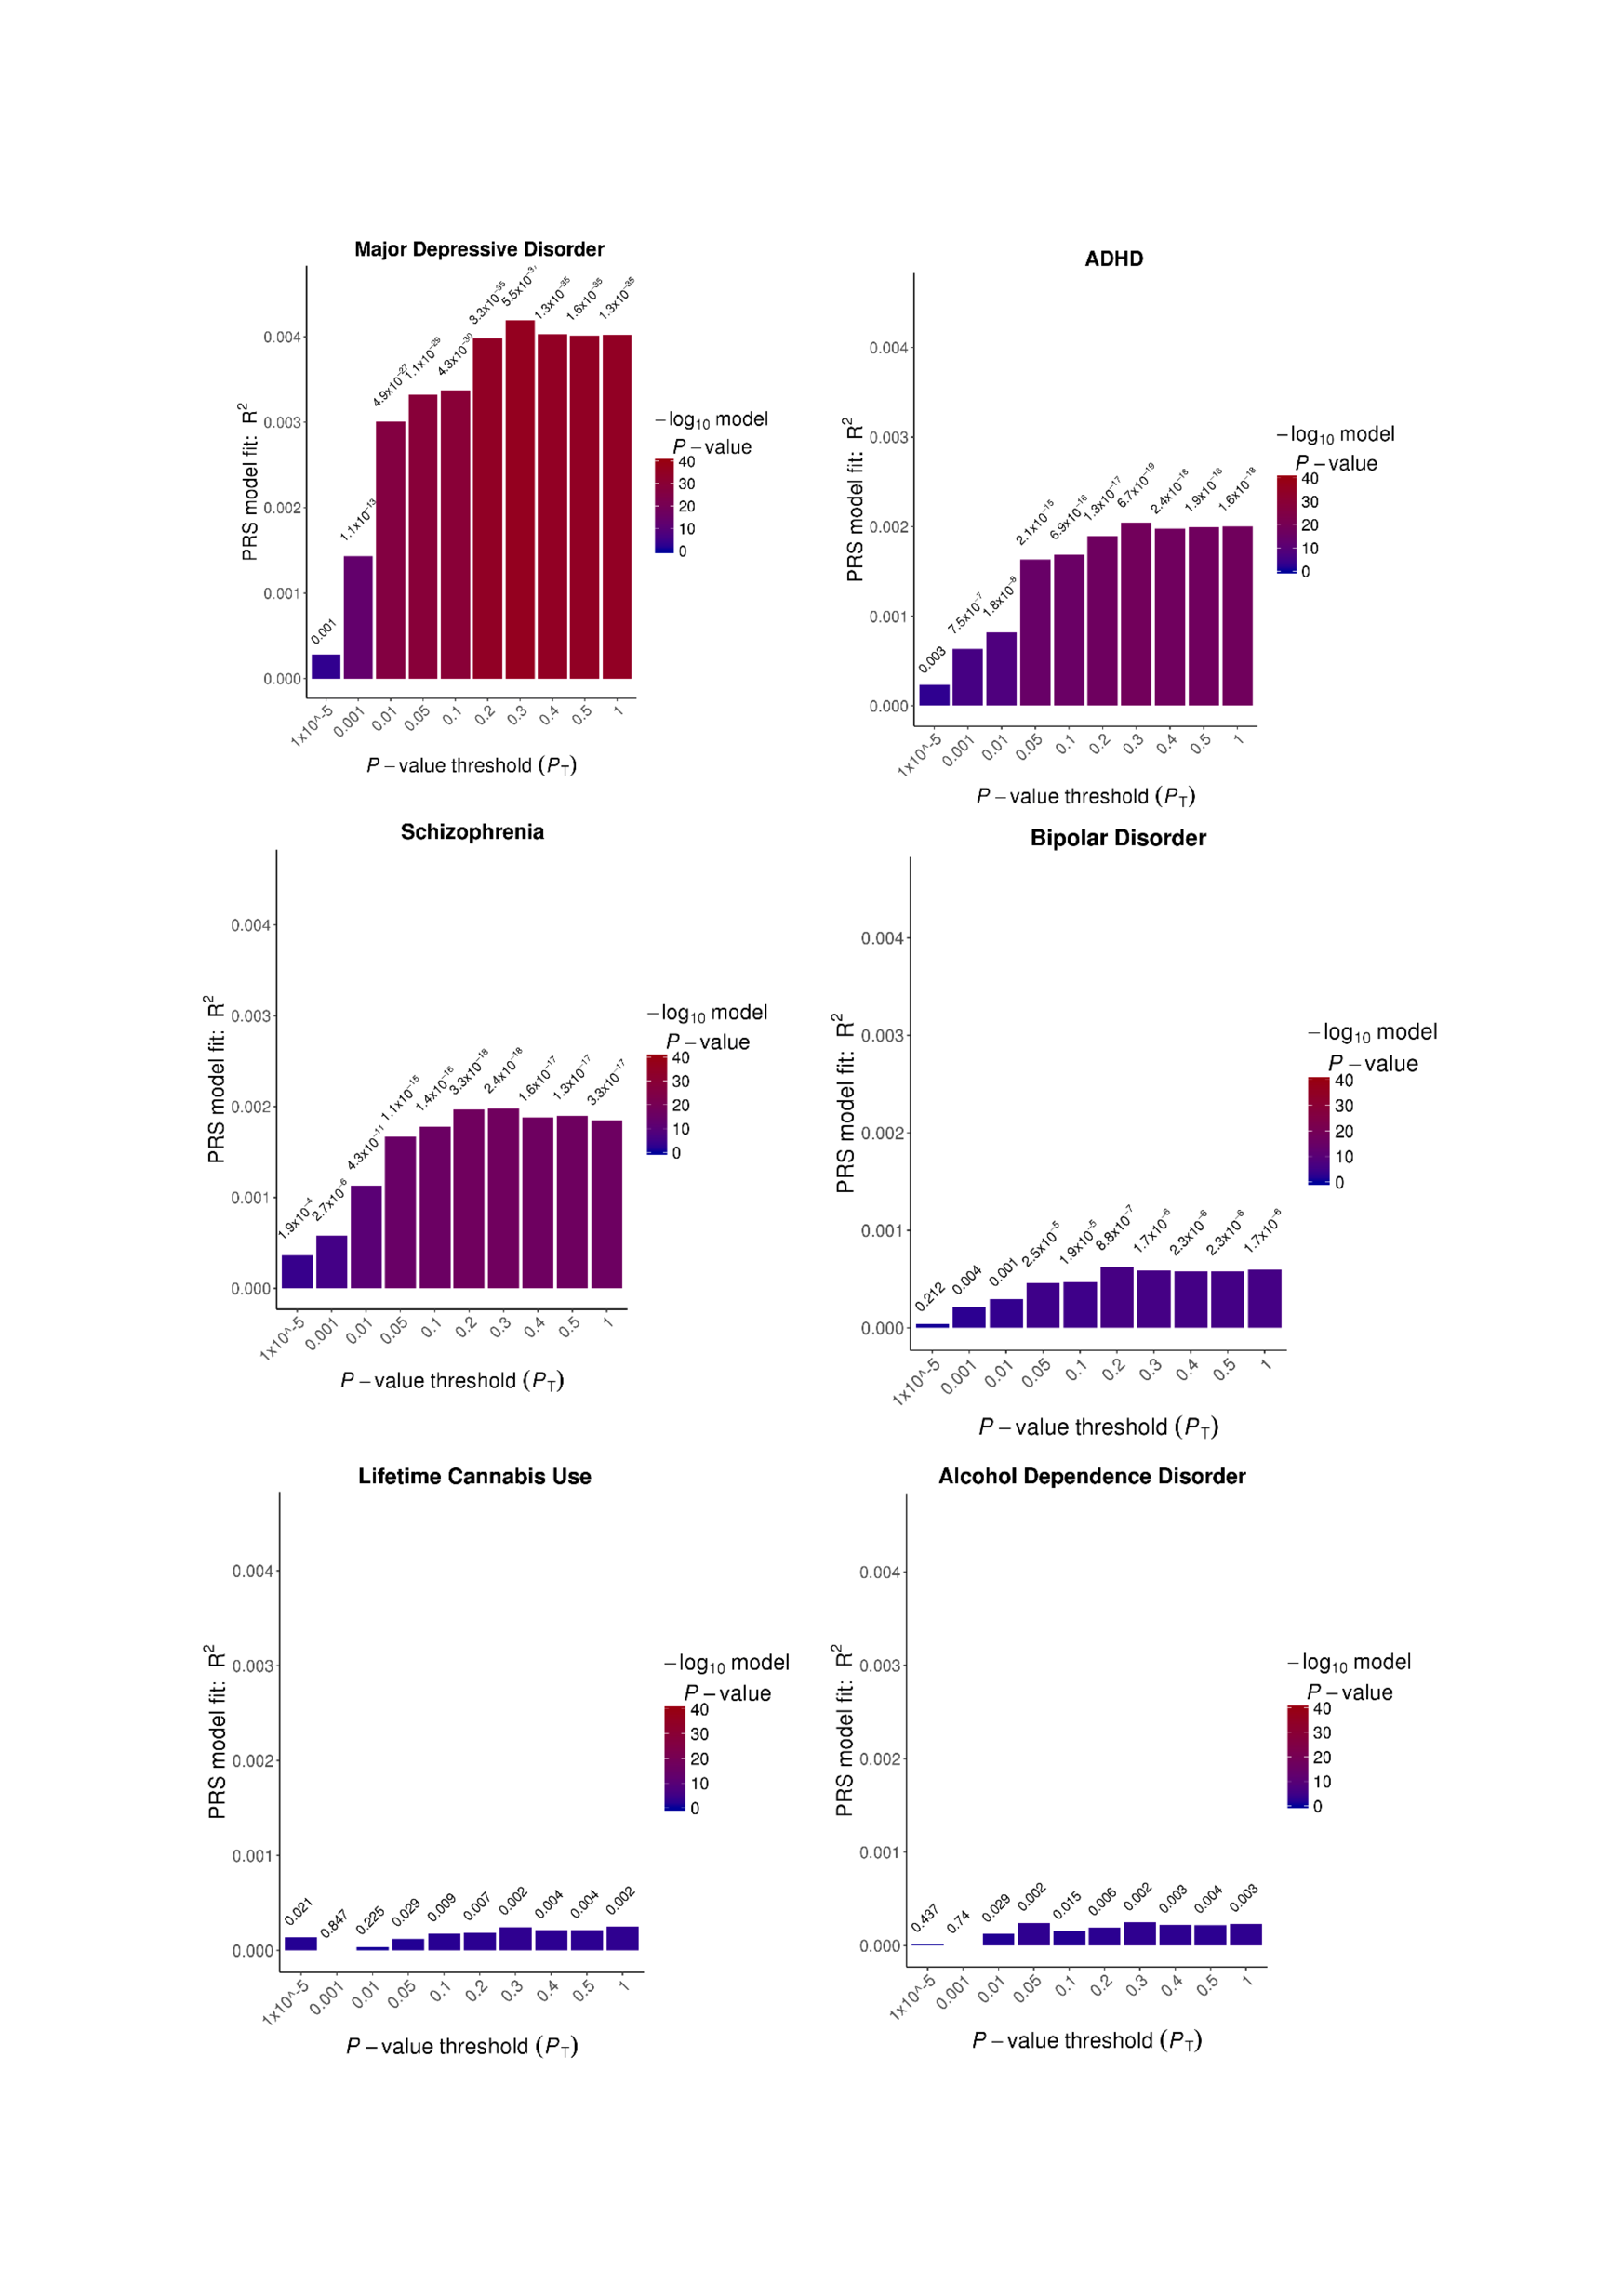 Major Depressive Disorder
PRS model fit: R²
0.004
0.003
0.002
0.001
0.000
0.001
1.1x10⁻¹³
4.9x10⁻²⁷
1.1x10⁻²⁹
4.3x10⁻³⁰
3.3x10⁻³⁵
5.5x10⁻³⁷
1.3x10⁻³⁵
1.6x10⁻³⁵
1.3x10⁻³⁵
1x10^-5
0.001
0.01
0.05
0.1
0.2
0.3
0.4
0.5
1
P – value threshold (P_T)
– log₁₀ model
P – value
40
30
20
10
0
ADHD
PRS model fit: R²
0.004
0.003
0.002
0.001
0.000
0.003
7.5x10⁻⁷
1.8x10⁻⁸
2.1x10⁻¹⁵
6.9x10⁻¹⁶
1.3x10⁻¹⁷
6.7x10⁻¹⁹
2.4x10⁻¹⁸
1.9x10⁻¹⁸
1.6x10⁻¹⁸
1x10^-5
0.001
0.01
0.05
0.1
0.2
0.3
0.4
0.5
1
P – value threshold (P_T)
– log₁₀ model
P – value
40
30
20
10
0
Schizophrenia
PRS model fit: R²
0.004
0.003
0.002
0.001
0.000
1.9x10⁻⁴
2.7x10⁻⁶
4.3x10⁻¹¹
1.1x10⁻¹⁵
1.4x10⁻¹⁶
3.3x10⁻¹⁸
2.4x10⁻¹⁸
1.6x10⁻¹⁷
1.3x10⁻¹⁷
3.3x10⁻¹⁷
1x10^-5
0.001
0.01
0.05
0.1
0.2
0.3
0.4
0.5
1
P – value threshold (P_T)
– log₁₀ model
P – value
40
30
20
10
0
Bipolar Disorder
PRS model fit: R²
0.004
0.003
0.002
0.001
0.000
0.212
0.004
0.001
2.5x10⁻⁵
1.9x10⁻⁵
8.8x10⁻⁷
1.7x10⁻⁶
2.3x10⁻⁶
2.3x10⁻⁶
1.7x10⁻⁶
1x10^-5
0.001
0.01
0.05
0.1
0.2
0.3
0.4
0.5
1
P – value threshold (P_T)
– log₁₀ model
P – value
40
30
20
10
0
Lifetime Cannabis Use
PRS model fit: R²
0.004
0.003
0.002
0.001
0.000
0.021
0.847
0.225
0.029
0.009
0.007
0.002
0.004
0.004
0.002
1x10^-5
0.001
0.01
0.05
0.1
0.2
0.3
0.4
0.5
1
P – value threshold (P_T)
– log₁₀ model
P – value
40
30
20
10
0
Alcohol Dependence Disorder
PRS model fit: R²
0.004
0.003
0.002
0.001
0.000
0.437
0.74
0.029
0.002
0.015
0.006
0.002
0.003
0.004
0.003
1x10^-5
0.001
0.01
0.05
0.1
0.2
0.3
0.4
0.5
1
P – value threshold (P_T)
– log₁₀ model
P – value
40
30
20
10
0